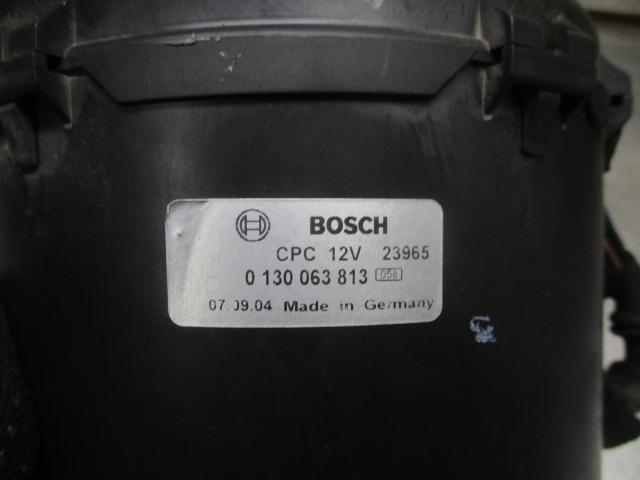 BOSCH
CPC 12V 23965
0 130 063 813 058
07.09.04 Made in Germany